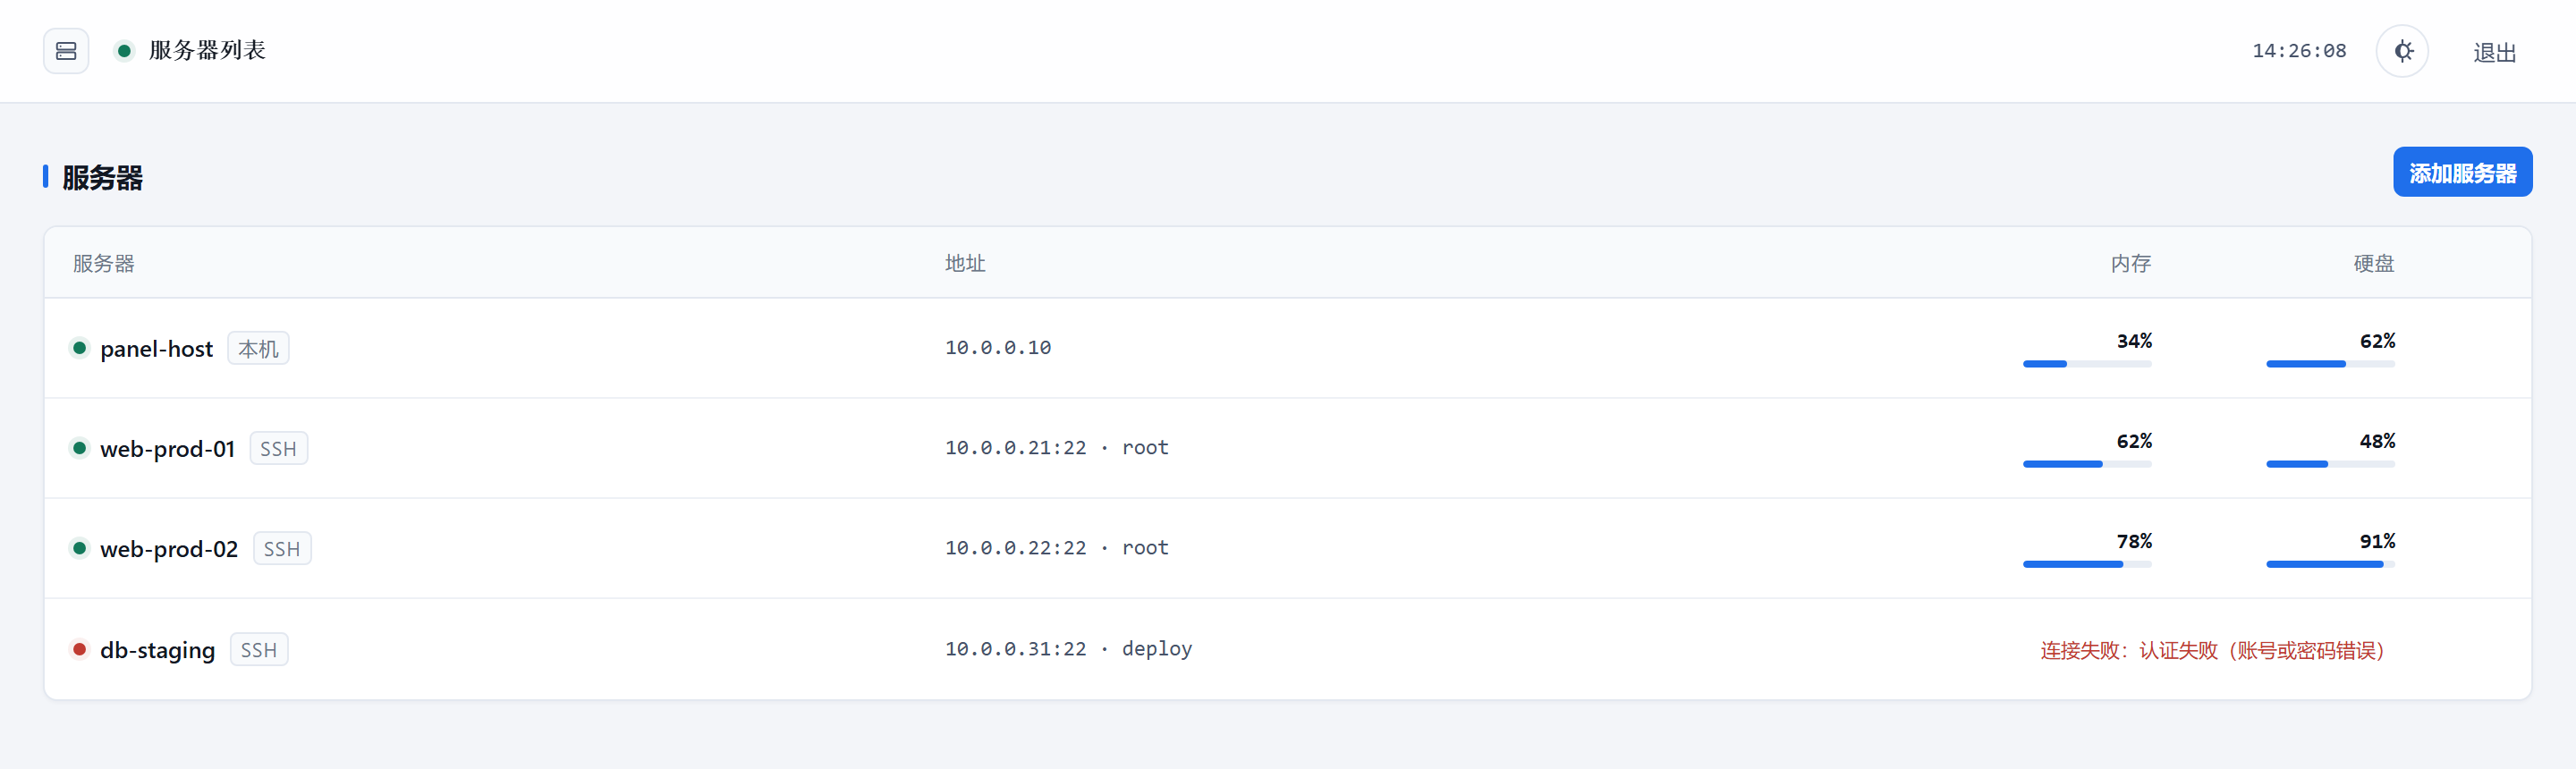 服务器列表 14:26:08 退出
服务器 添加服务器
服务器 地址 内存 硬盘
panel-host 本机 10.0.0.10 34% 62%
web-prod-01 SSH 10.0.0.21:22 · root 62% 48%
web-prod-02 SSH 10.0.0.22:22 · root 78% 91%
db-staging SSH 10.0.0.31:22 · deploy 连接失败：认证失败（账号或密码错误）